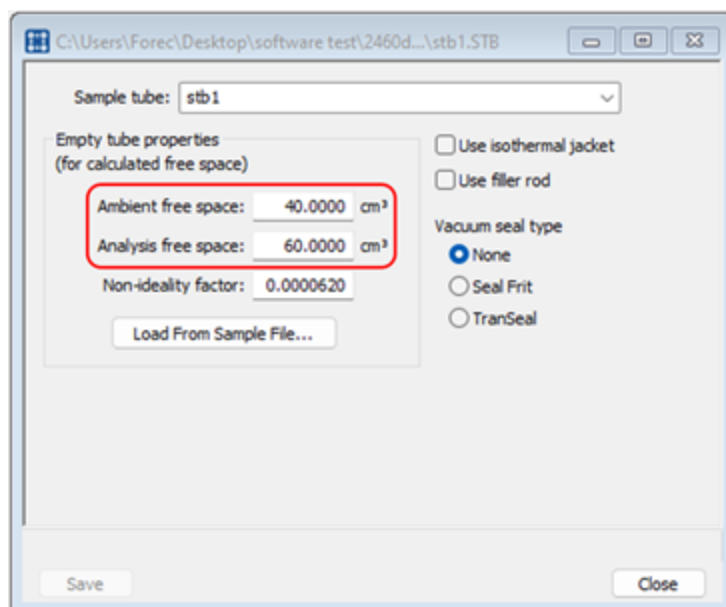 C:\Users\Forec\Desktop\software test\2460d...\stb1.STB
Sample tube: stb1
Empty tube properties
(for calculated free space)
Ambient free space: 40.0000 cm³
Analysis free space: 60.0000 cm³
Non-ideality factor: 0.0000620
Load From Sample File...
Use isothermal jacket
Use filler rod
Vacuum seal type
None
Seal Frit
TranSeal
Save
Close